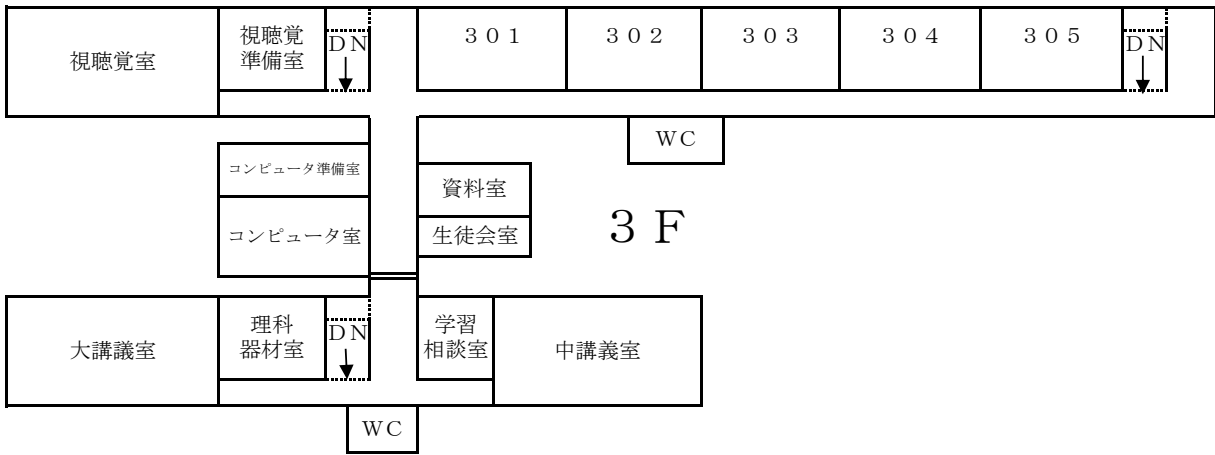 視聴覚室
視聴覚
準備室
DN
３０１
３０２
３０３
３０４
３０５
DN
WC
コンピュータ準備室
資料室
コンピュータ室
生徒会室
３F
大講議室
理科
器材室
DN
学習
相談室
中講義室
WC